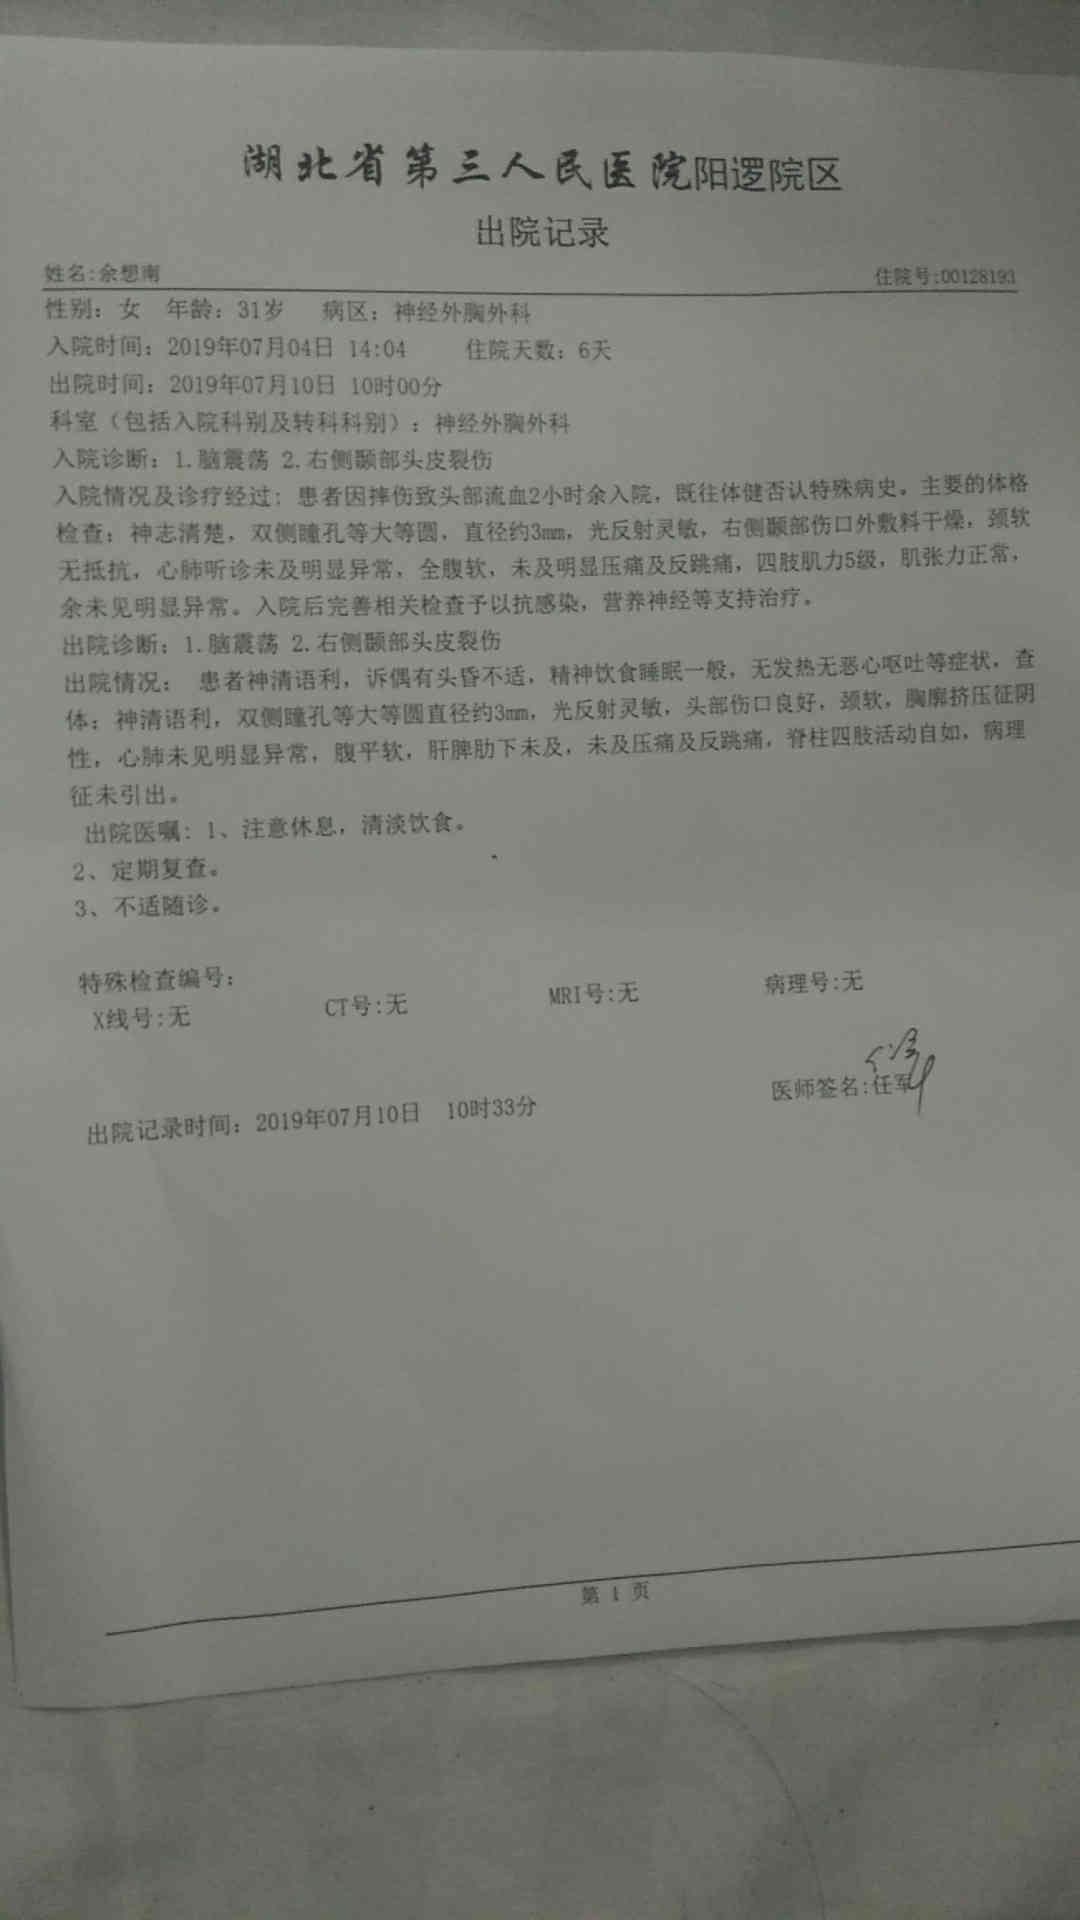 湖北省第三人民医院阳逻院区
出院记录
姓名:余想南 住院号:00128193
性别：女 年龄：31岁 病区：神经外胸外科
入院时间：2019年07月04日 14:04 住院天数：6天
出院时间：2019年07月10日 10时00分
科室（包括入院科别及转科科别）：神经外胸外科
入院诊断：1.脑震荡 2.右侧颞部头皮裂伤
入院情况及诊疗经过：患者因摔伤致头部流血2小时余入院，既往体健否认特殊病史。主要的体格
检查：神志清楚，双侧瞳孔等大等圆，直径约3mm，光反射灵敏，右侧颞部伤口外敷料干燥，颈软
无抵抗，心肺听诊未及明显异常，全腹软，未及明显压痛及反跳痛，四肢肌力5级，肌张力正常，
余未见明显异常。入院后完善相关检查予以抗感染，营养神经等支持治疗。
出院诊断：1.脑震荡 2.右侧颞部头皮裂伤
出院情况： 患者神清语利，诉偶有头昏不适，精神饮食睡眠一般，无发热无恶心呕吐等症状，查
体：神清语利，双侧瞳孔等大等圆直径约3mm，光反射灵敏，头部伤口良好，颈软，胸廓挤压征阴
性，心肺未见明显异常，腹平软，肝脾肋下未及，未及压痛及反跳痛，脊柱四肢活动自如，病理
征未引出。
出院医嘱：1、注意休息，清淡饮食。
2、定期复查。
3、不适随诊。
特殊检查编号：
X线号:无 CT号:无 MRI号:无 病理号:无
医师签名:任军
出院记录时间：2019年07月10日 10时33分
第 1 页